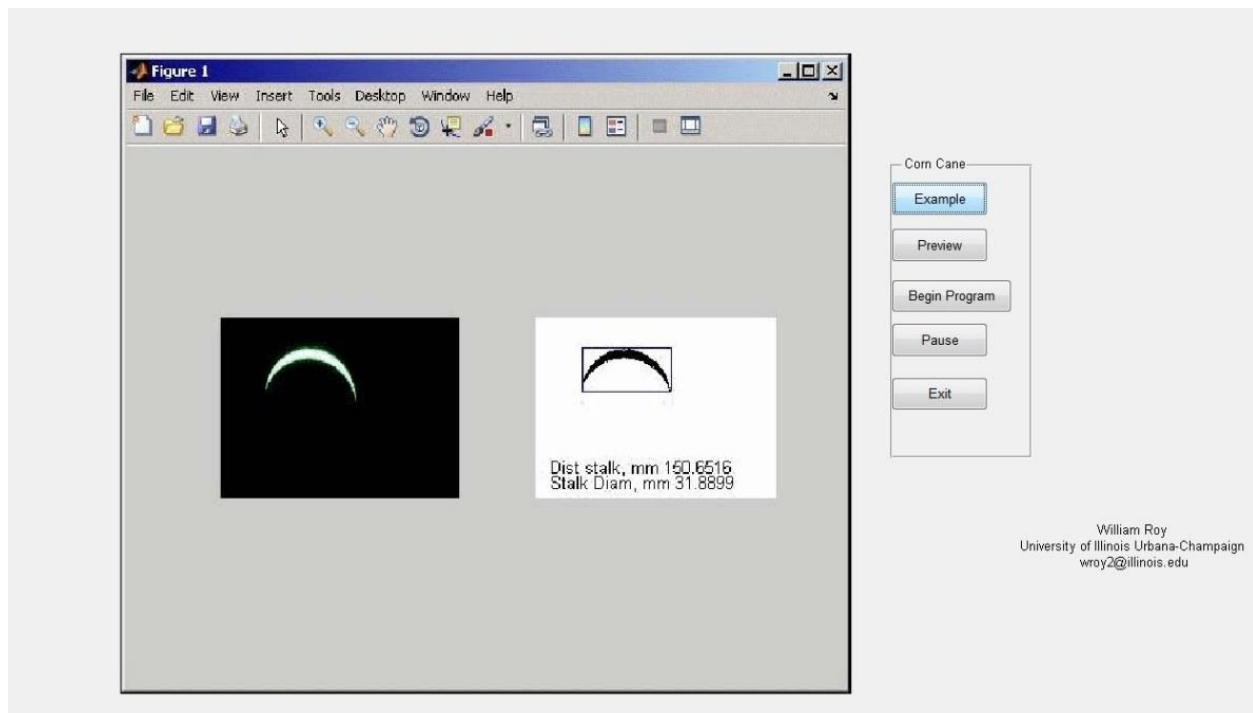 Figure 1
File Edit View Insert Tools Desktop Window Help
Dist stalk, mm 150.6516
Stalk Diam, mm 31.8899
Corn Cane
Example
Preview
Begin Program
Pause
Exit
William Roy
University of Illinois Urbana-Champaign
wroy2@illinois.edu